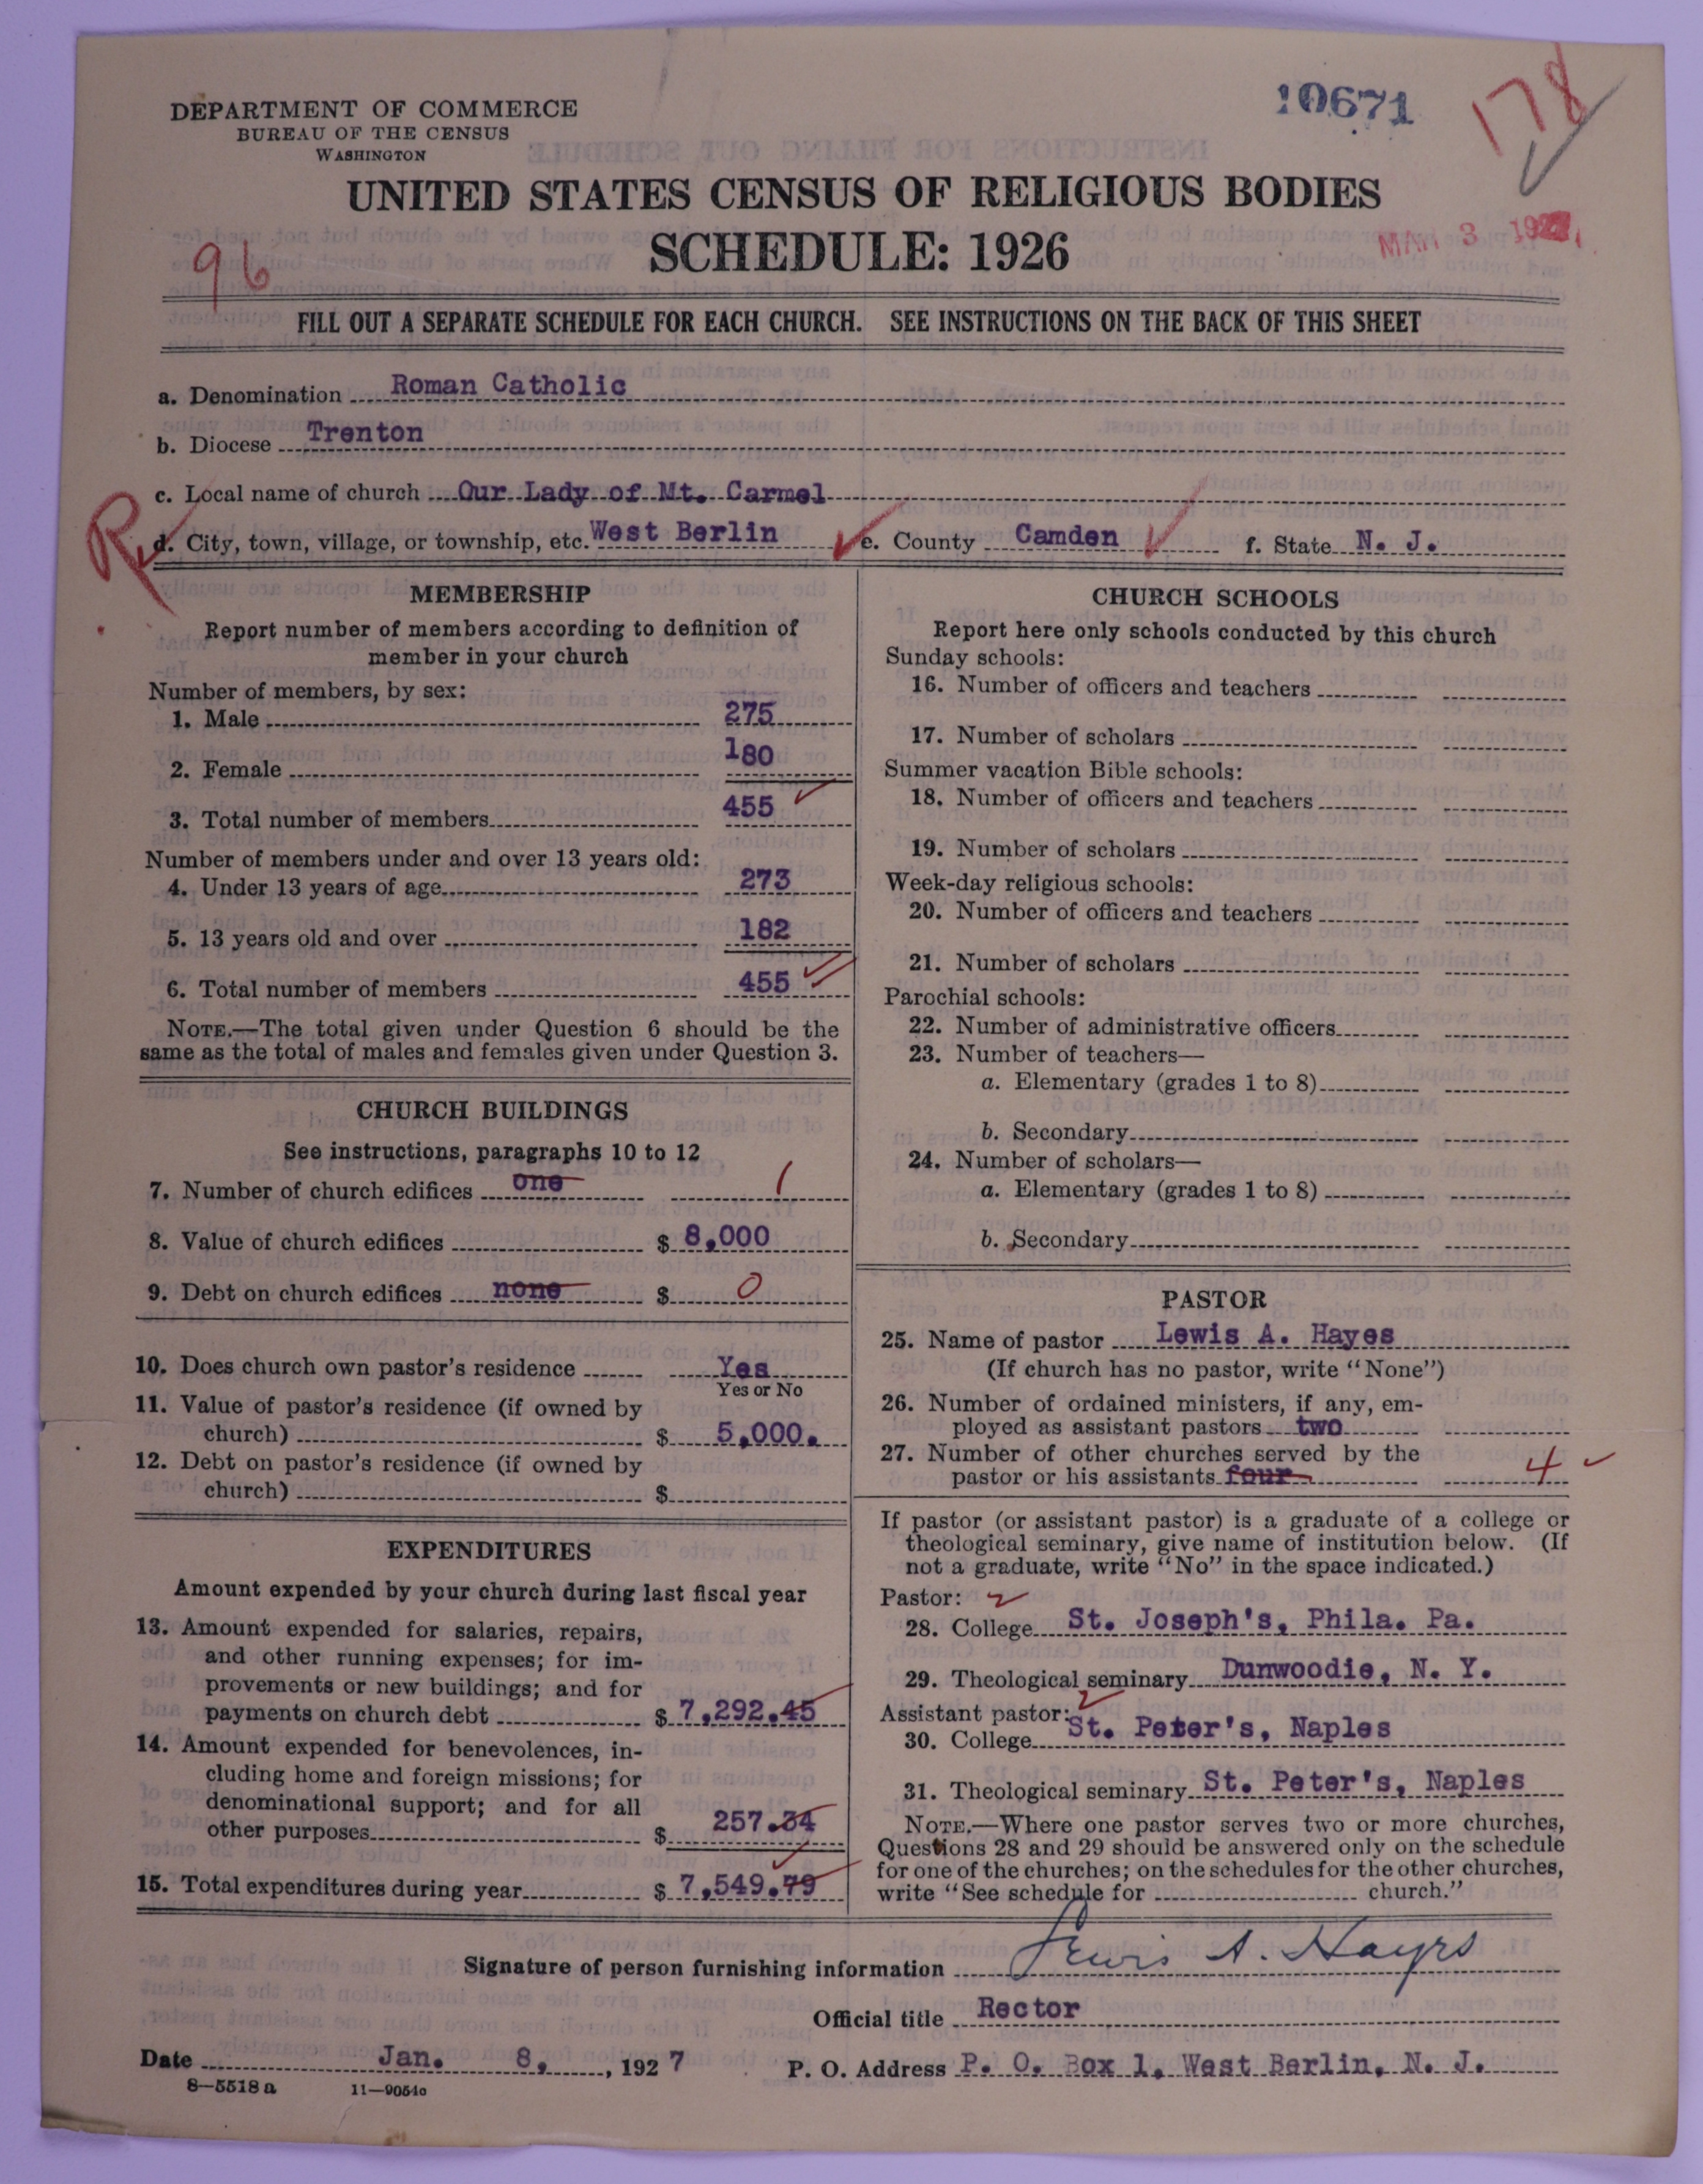 10671
178
DEPARTMENT OF COMMERCE
BUREAU OF THE CENSUS
WASHINGTON
UNITED STATES CENSUS OF RELIGIOUS BODIES
96
SCHEDULE: 1926
MAR 3 1927
FILL OUT A SEPARATE SCHEDULE FOR EACH CHURCH. SEE INSTRUCTIONS ON THE BACK OF THIS SHEET
a. Denomination Roman Catholic
b. Diocese Trenton
c. Local name of church Our Lady of Mt. Carmel
R
d. City, town, village, or township, etc. West Berlin e. County Camden f. State N. J.
MEMBERSHIP
Report number of members according to definition of
member in your church
Number of members, by sex:
1. Male 275
2. Female 180
3. Total number of members 455
Number of members under and over 13 years old:
4. Under 13 years of age 273
5. 13 years old and over 182
6. Total number of members 455
NOTE.—The total given under Question 6 should be the
same as the total of males and females given under Question 3.
CHURCH BUILDINGS
See instructions, paragraphs 10 to 12
7. Number of church edifices one 1
8. Value of church edifices $ 8,000
9. Debt on church edifices none $ 0
10. Does church own pastor's residence Yes
Yes or No
11. Value of pastor's residence (if owned by
church) $ 5,000.
12. Debt on pastor's residence (if owned by
church) $
EXPENDITURES
Amount expended by your church during last fiscal year
13. Amount expended for salaries, repairs,
and other running expenses; for im-
provements or new buildings; and for
payments on church debt $ 7,292.45
14. Amount expended for benevolences, in-
cluding home and foreign missions; for
denominational support; and for all
other purposes $ 257.34
15. Total expenditures during year $ 7,549.79
CHURCH SCHOOLS
Report here only schools conducted by this church
Sunday schools:
16. Number of officers and teachers
17. Number of scholars
Summer vacation Bible schools:
18. Number of officers and teachers
19. Number of scholars
Week-day religious schools:
20. Number of officers and teachers
21. Number of scholars
Parochial schools:
22. Number of administrative officers
23. Number of teachers—
a. Elementary (grades 1 to 8)
b. Secondary
24. Number of scholars—
a. Elementary (grades 1 to 8)
b. Secondary
PASTOR
25. Name of pastor Lewis A. Hayes
(If church has no pastor, write "None")
26. Number of ordained ministers, if any, em-
ployed as assistant pastors two
27. Number of other churches served by the
pastor or his assistants four 4
If pastor (or assistant pastor) is a graduate of a college or
theological seminary, give name of institution below. (If
not a graduate, write "No" in the space indicated.)
Pastor:
28. College St. Joseph's, Phila. Pa.
29. Theological seminary Dunwoodie, N. Y.
Assistant pastor:
30. College St. Peter's, Naples
31. Theological seminary St. Peter's, Naples
NOTE.—Where one pastor serves two or more churches,
Questions 28 and 29 should be answered only on the schedule
for one of the churches; on the schedules for the other churches,
write "See schedule for church."
Signature of person furnishing information Lewis A. Hayes
Official title Rector
Date Jan. 8, , 1927 P. O. Address P. O. Box 1, West Berlin, N. J.
8—5518 a 11—9054c